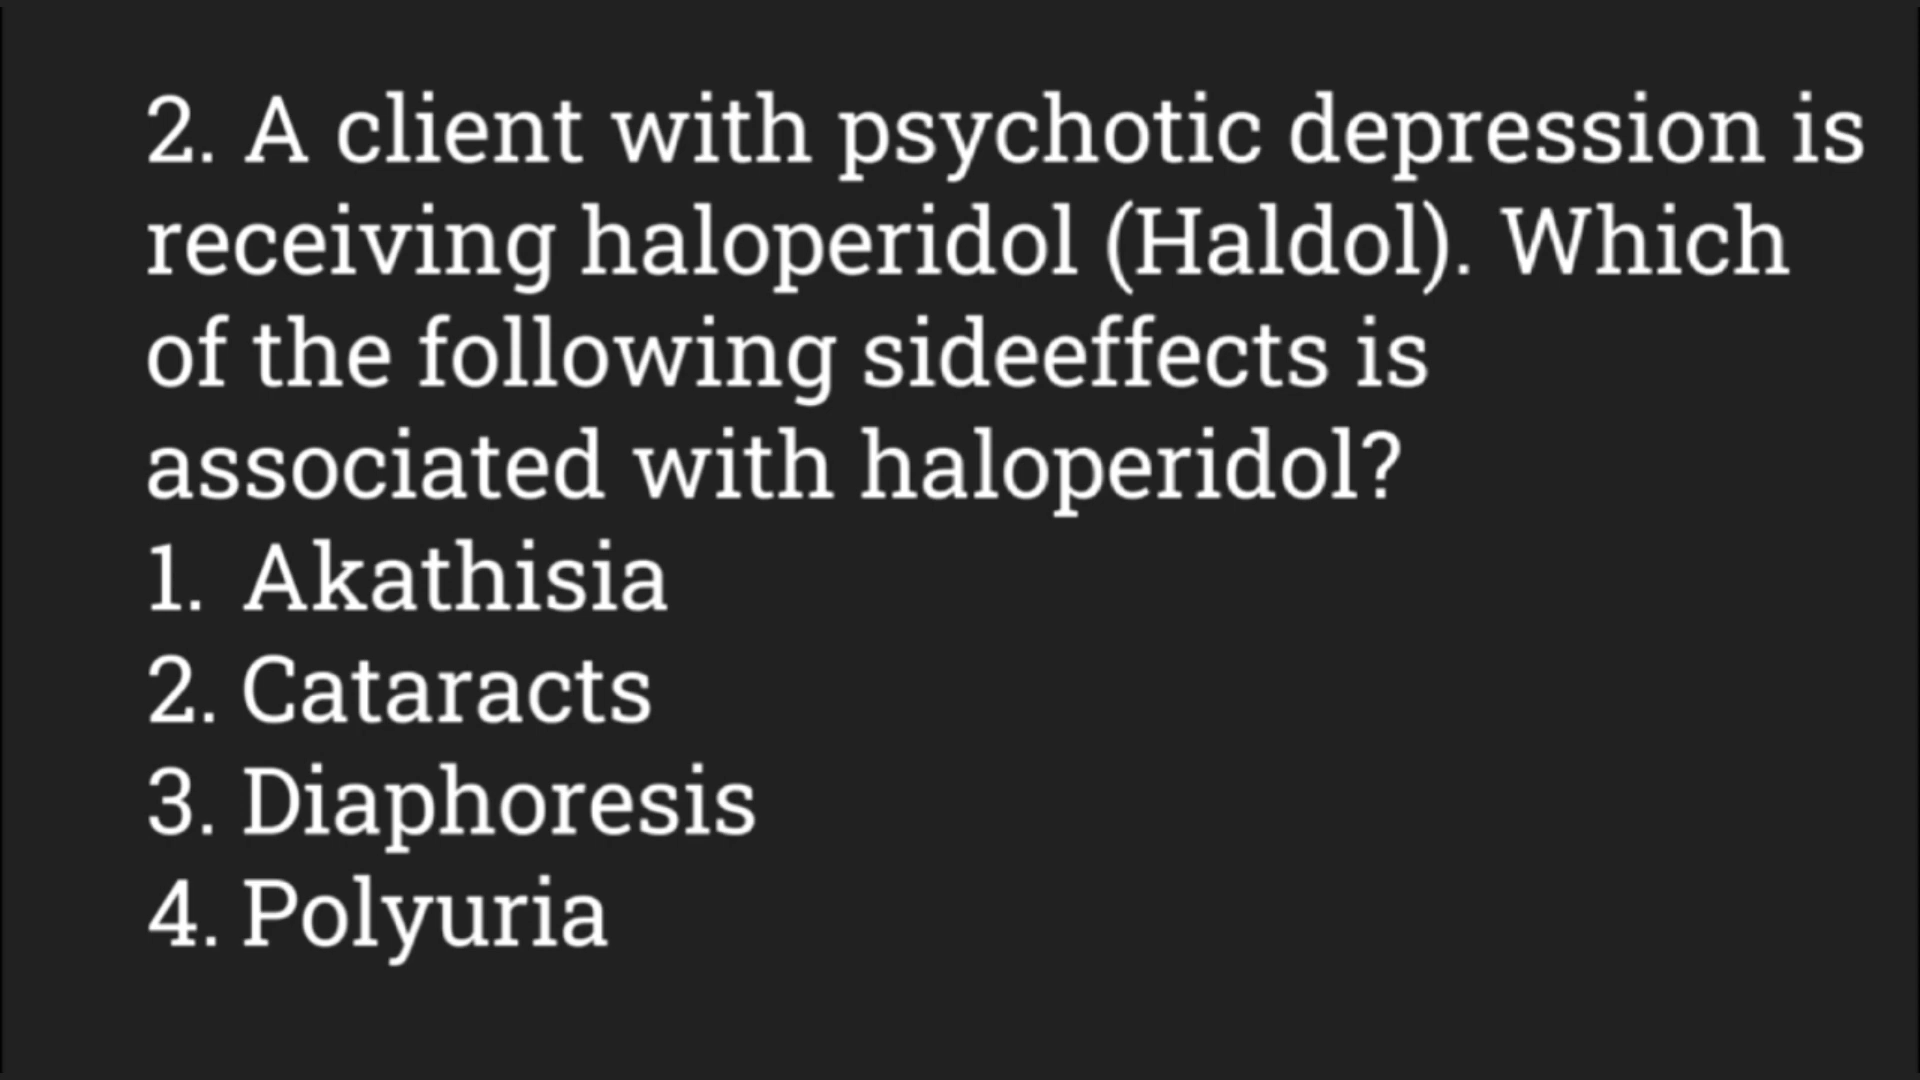 2. A client with psychotic depression is
receiving haloperidol (Haldol). Which
of the following sideeffects is
associated with haloperidol?
1. Akathisia
2. Cataracts
3. Diaphoresis
4. Polyuria